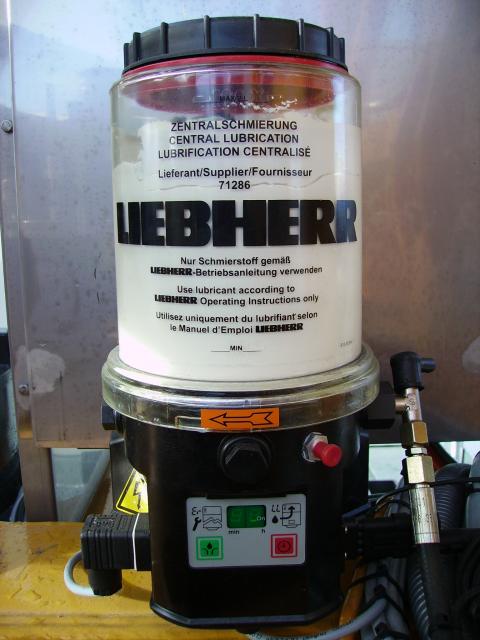 MAX
ZENTRALSCHMIERUNG
CENTRAL LUBRICATION
LUBRIFICATION CENTRALISÉ
Lieferant/Supplier/Fournisseur
71286
LIEBHERR
Nur Schmierstoff gemäß
LIEBHERR-Betriebsanleitung verwenden
Use lubricant according to
LIEBHERR Operating Instructions only
Utilisez uniquement du lubrifiant selon
le Manuel d'Emploi LIEBHERR
MIN
min h